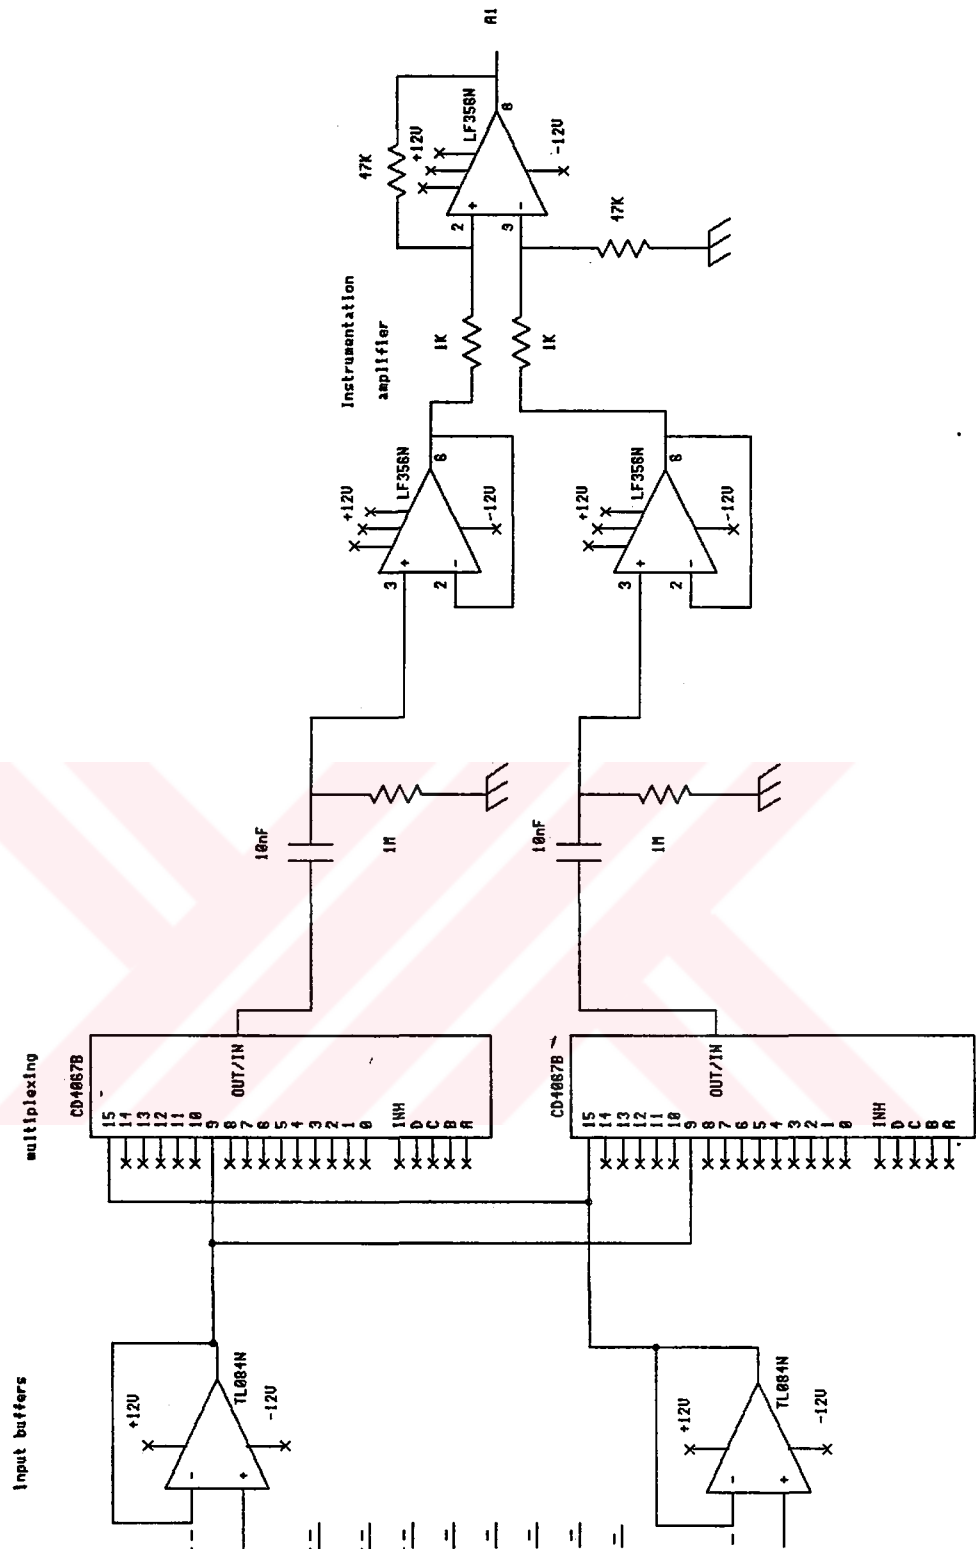 Input buffers
multiplexing
CD4067B
15
14
13
12
11
10
9
8
7
6
5
4
3
2
1
0
INH
D
C
B
A
OUT/IN
+12V
-
+
TL084N
-12V
10nF
1M
Instrumentation
amplifier
+12V
LF356N
3
+
2
-
6
-12V
47K
1K
1K
+12V
LF356N
2
+
3
-
6
-12V
47K
A1
CD4067B
15
14
13
12
11
10
9
8
7
6
5
4
3
2
1
0
INH
D
C
B
A
OUT/IN
10nF
1M
+12V
LF356N
3
+
2
-
6
-12V
+12V
-
+
TL084N
-12V